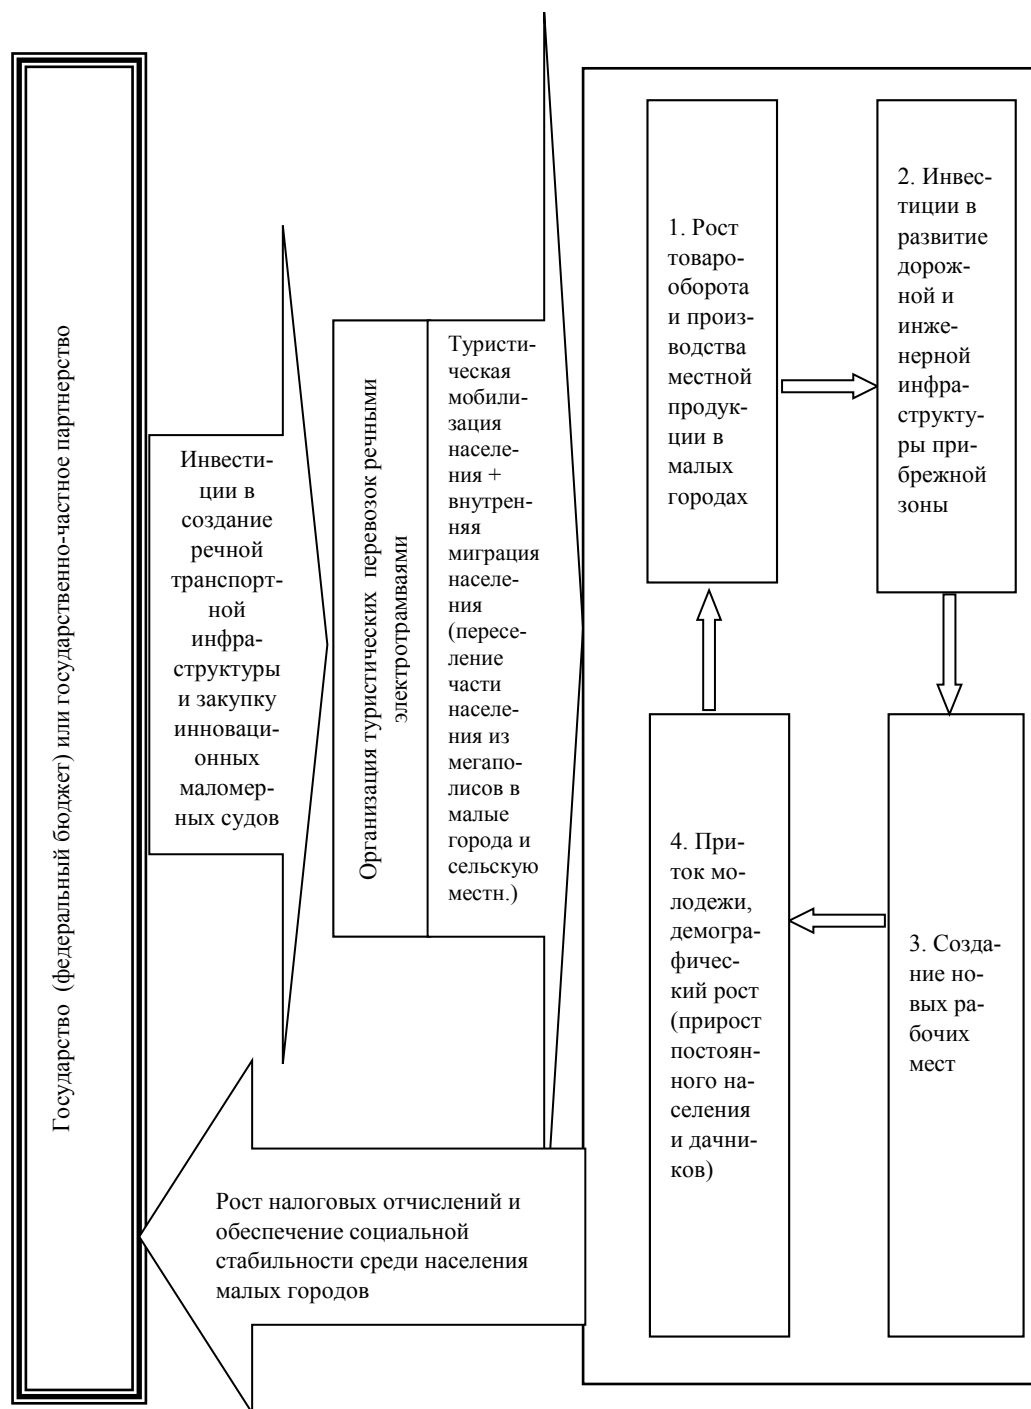 Государство (федеральный бюджет) или государственно-частное партнерство
Инвести-
ции в
создание
речной
транспорт-
ной
инфра-
структуры
и закупку
инноваци-
онных
маломер-
ных судов
Организация туристических перевозок речными
электротрамваями
Туристи-
ческая
мобили-
зация
населе-
ния +
внутрен-
няя
миграция
населе-
ния
(пересе-
ление
части
населе-
ния из
мегапо-
лисов в
малые
города и
сельскую
местн.)
1. Рост
товаро-
оборота
и произ-
водства
местной
продук-
ции в
малых
городах
2. Инвес-
тиции в
развитие
дорож-
ной и
инже-
нерной
инфра-
структу-
ры при-
брежной
зоны
3. Созда-
ние но-
вых ра-
бочих
мест
4. При-
ток мо-
лодежи,
демогра-
фичес-
кий рост
(прирост
постоян-
ного на-
селения
и дачни-
ков)
Рост налоговых отчислений и
обеспечение социальной
стабильности среди населения
малых городов